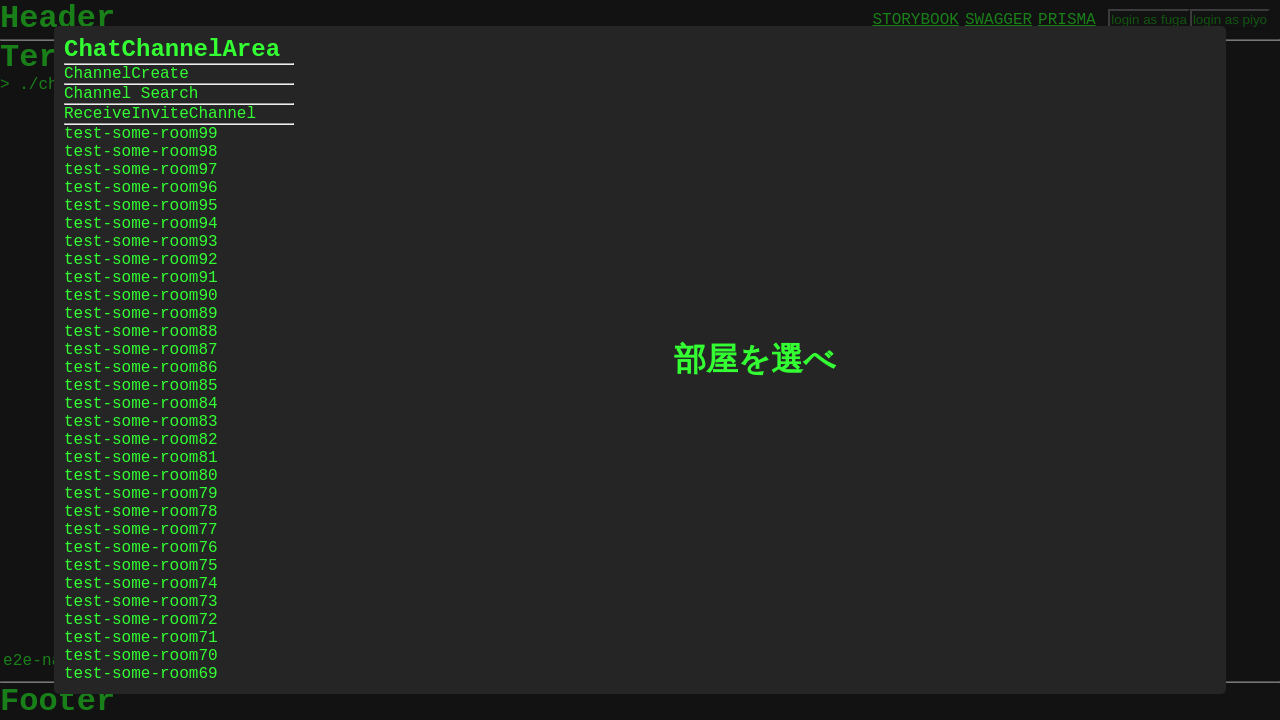 Header
STORYBOOK SWAGGER PRISMA login as fuga login as piyo
> ./ch
ChatChannelArea
ChannelCreate
Channel Search
ReceiveInviteChannel
test-some-room99
test-some-room98
test-some-room97
test-some-room96
test-some-room95
test-some-room94
test-some-room93
test-some-room92
test-some-room91
test-some-room90
test-some-room89
test-some-room88
test-some-room87
test-some-room86
test-some-room85
test-some-room84
test-some-room83
test-some-room82
test-some-room81
test-some-room80
test-some-room79
test-some-room78
test-some-room77
test-some-room76
test-some-room75
test-some-room74
test-some-room73
test-some-room72
test-some-room71
test-some-room70
test-some-room69
部屋を選べ
Footer